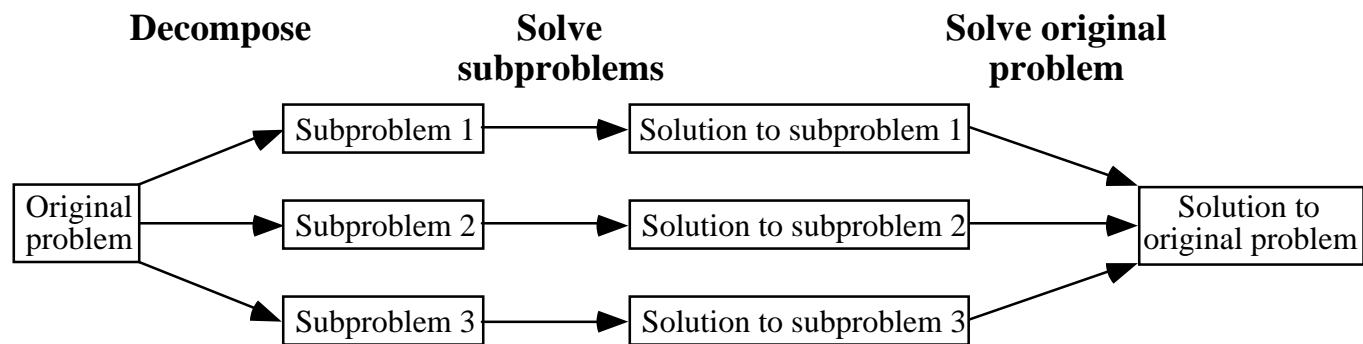 Decompose
Solve
subproblems
Solve original
problem
Subproblem 1
Solution to subproblem 1
Original
problem
Subproblem 2
Solution to subproblem 2
Solution to
original problem
Subproblem 3
Solution to subproblem 3